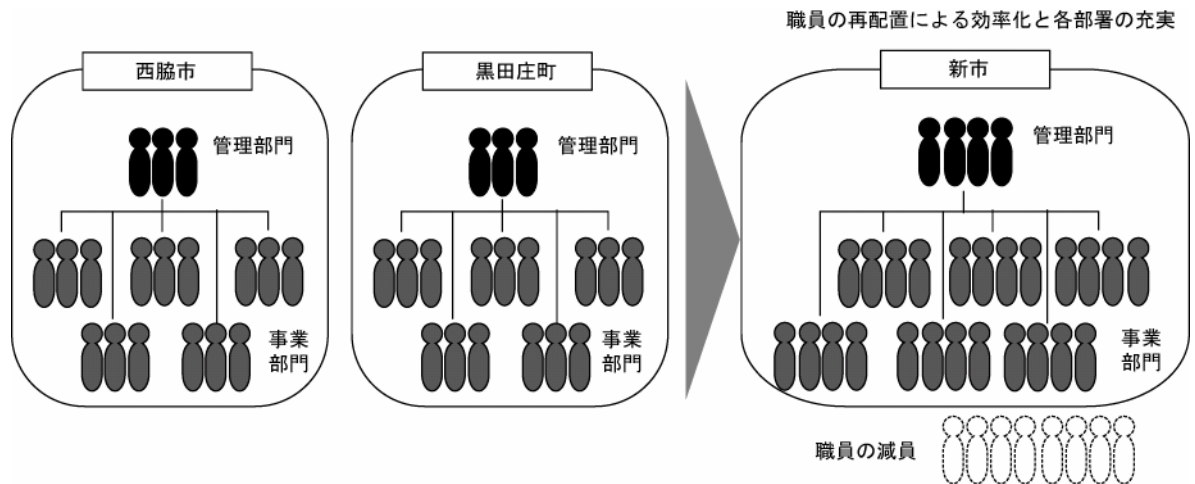 職員の再配置による効率化と各部署の充実
西脇市
黒田庄町
新市
管理部門
管理部門
管理部門
事業
部門
事業
部門
事業
部門
職員の減員